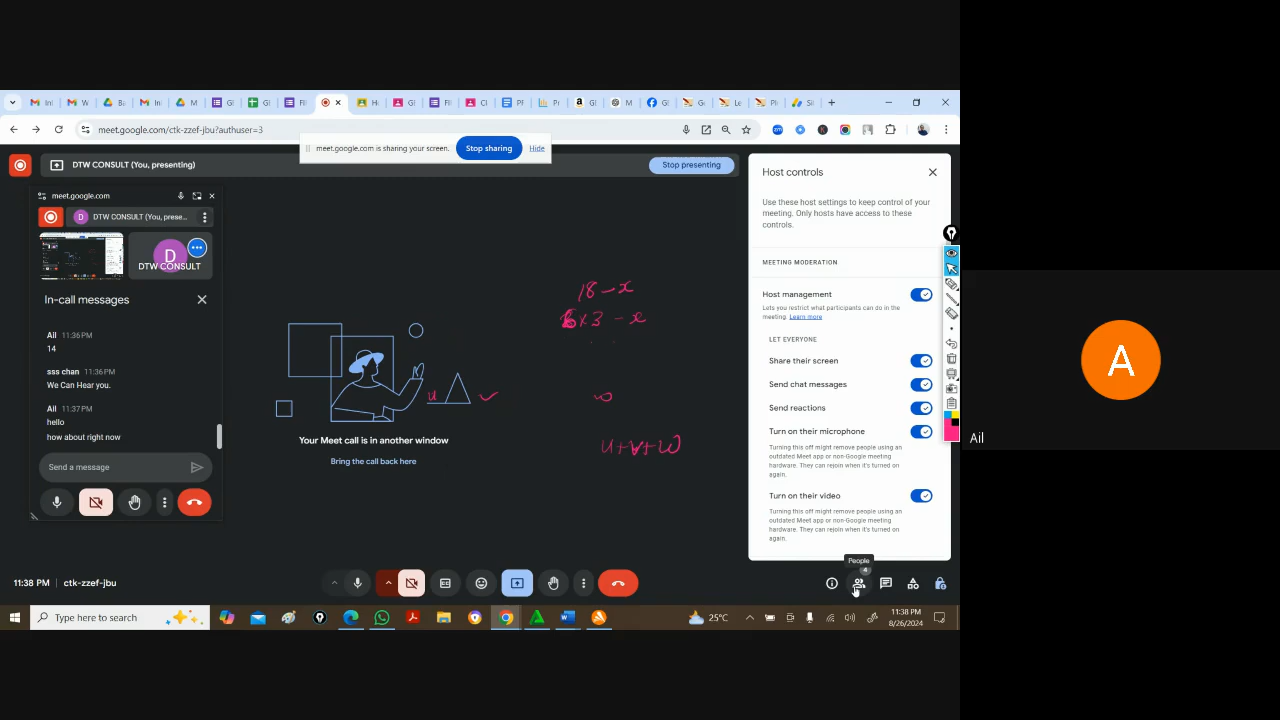 meet.google.com/ctk-zzef-jbu?authuser=3
meet.google.com is sharing your screen.
Stop sharing
Hide
DTW CONSULT (You, presenting)
Stop presenting
meet.google.com
DTW CONSULT (You, prese...
DTW CONSULT
In-call messages
Ail 11:36PM
14
sss chan 11:36PM
We Can Hear you.
Ail 11:37PM
hello
how about right now
Send a message
Your Meet call is in another window
Bring the call back here
18 - x
6x3 - x
u
w
u+v+w
Host controls
Use these host settings to keep control of your
meeting. Only hosts have access to these
controls.
MEETING MODERATION
Host management
Lets you restrict what participants can do in the
meeting. Learn more
LET EVERYONE
Share their screen
Send chat messages
Send reactions
Turn on their microphone
Turning this off might remove people using an
outdated Meet app or non-Google meeting
hardware. They can rejoin when it's turned on
again.
Turn on their video
Turning this off might remove people using an
outdated Meet app or non-Google meeting
hardware. They can rejoin when it's turned on
again.
People
4
11:38 PM
ctk-zzef-jbu
Type here to search
25°C
11:38 PM
8/26/2024
A
Ail